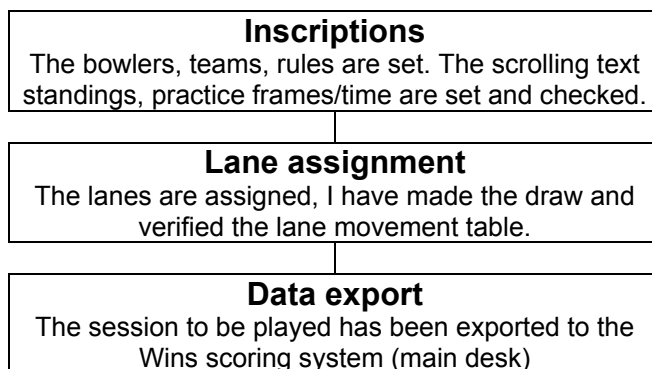 Inscriptions
The bowlers, teams, rules are set. The scrolling text
standings, practice frames/time are set and checked.
Lane assignment
The lanes are assigned, I have made the draw and
verified the lane movement table.
Data export
The session to be played has been exported to the
Wins scoring system (main desk)